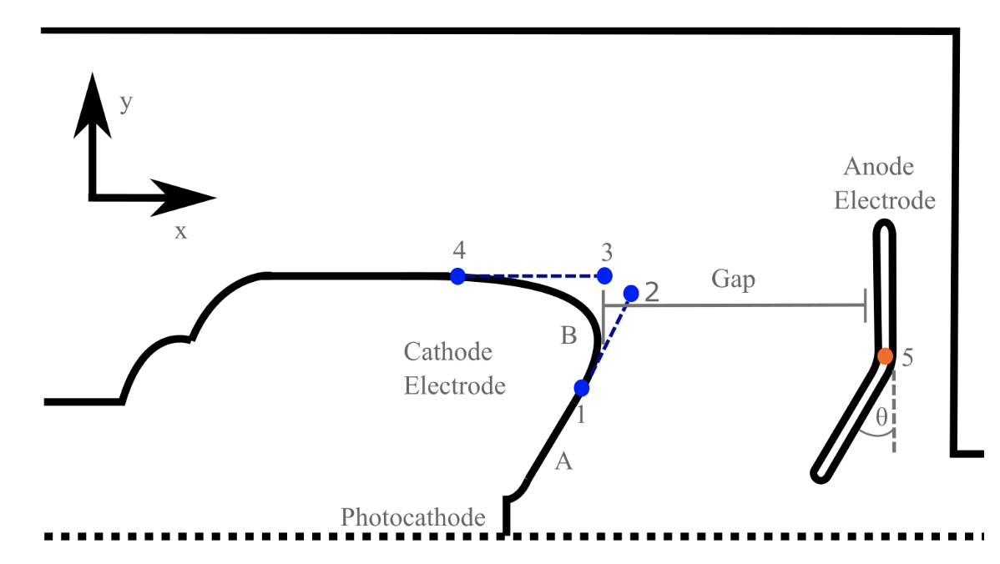 y
x
Anode
Electrode
4
3
Gap
2
B
Cathode
Electrode
5
1
θ
A
Photocathode